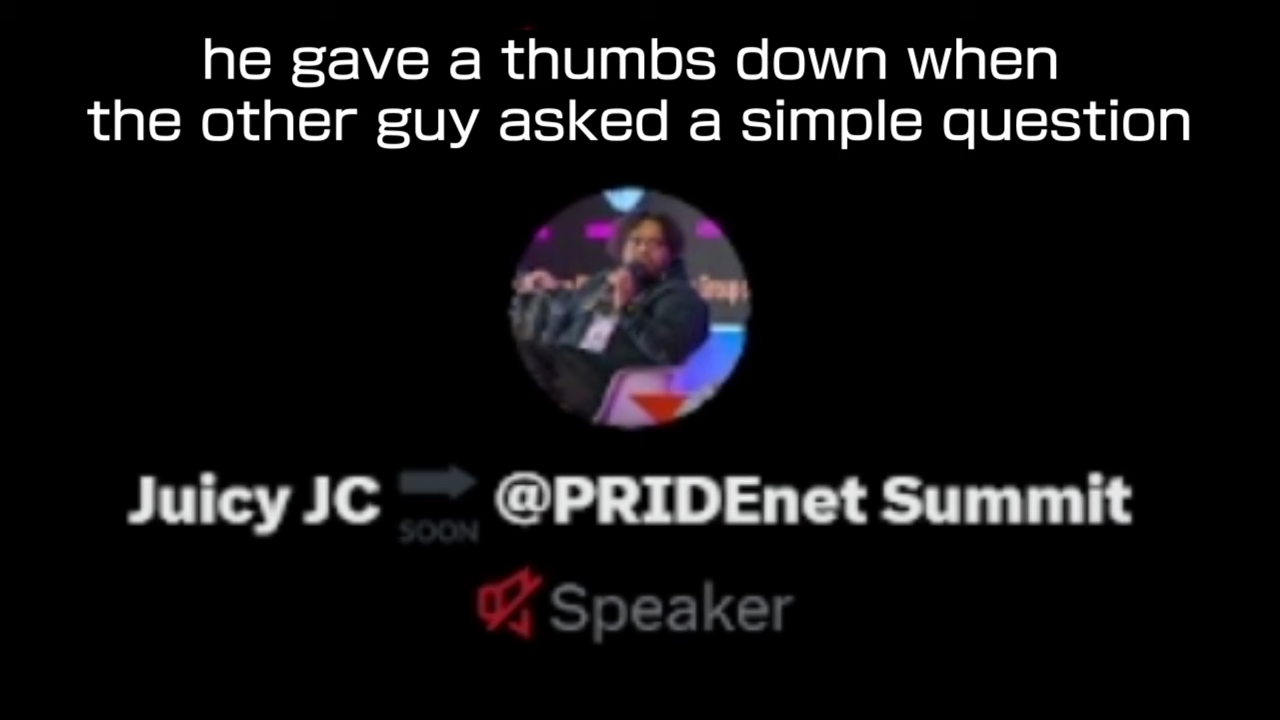 he gave a thumbs down when
the other guy asked a simple question
Juicy JC SOON @PRIDEnet Summit
Speaker